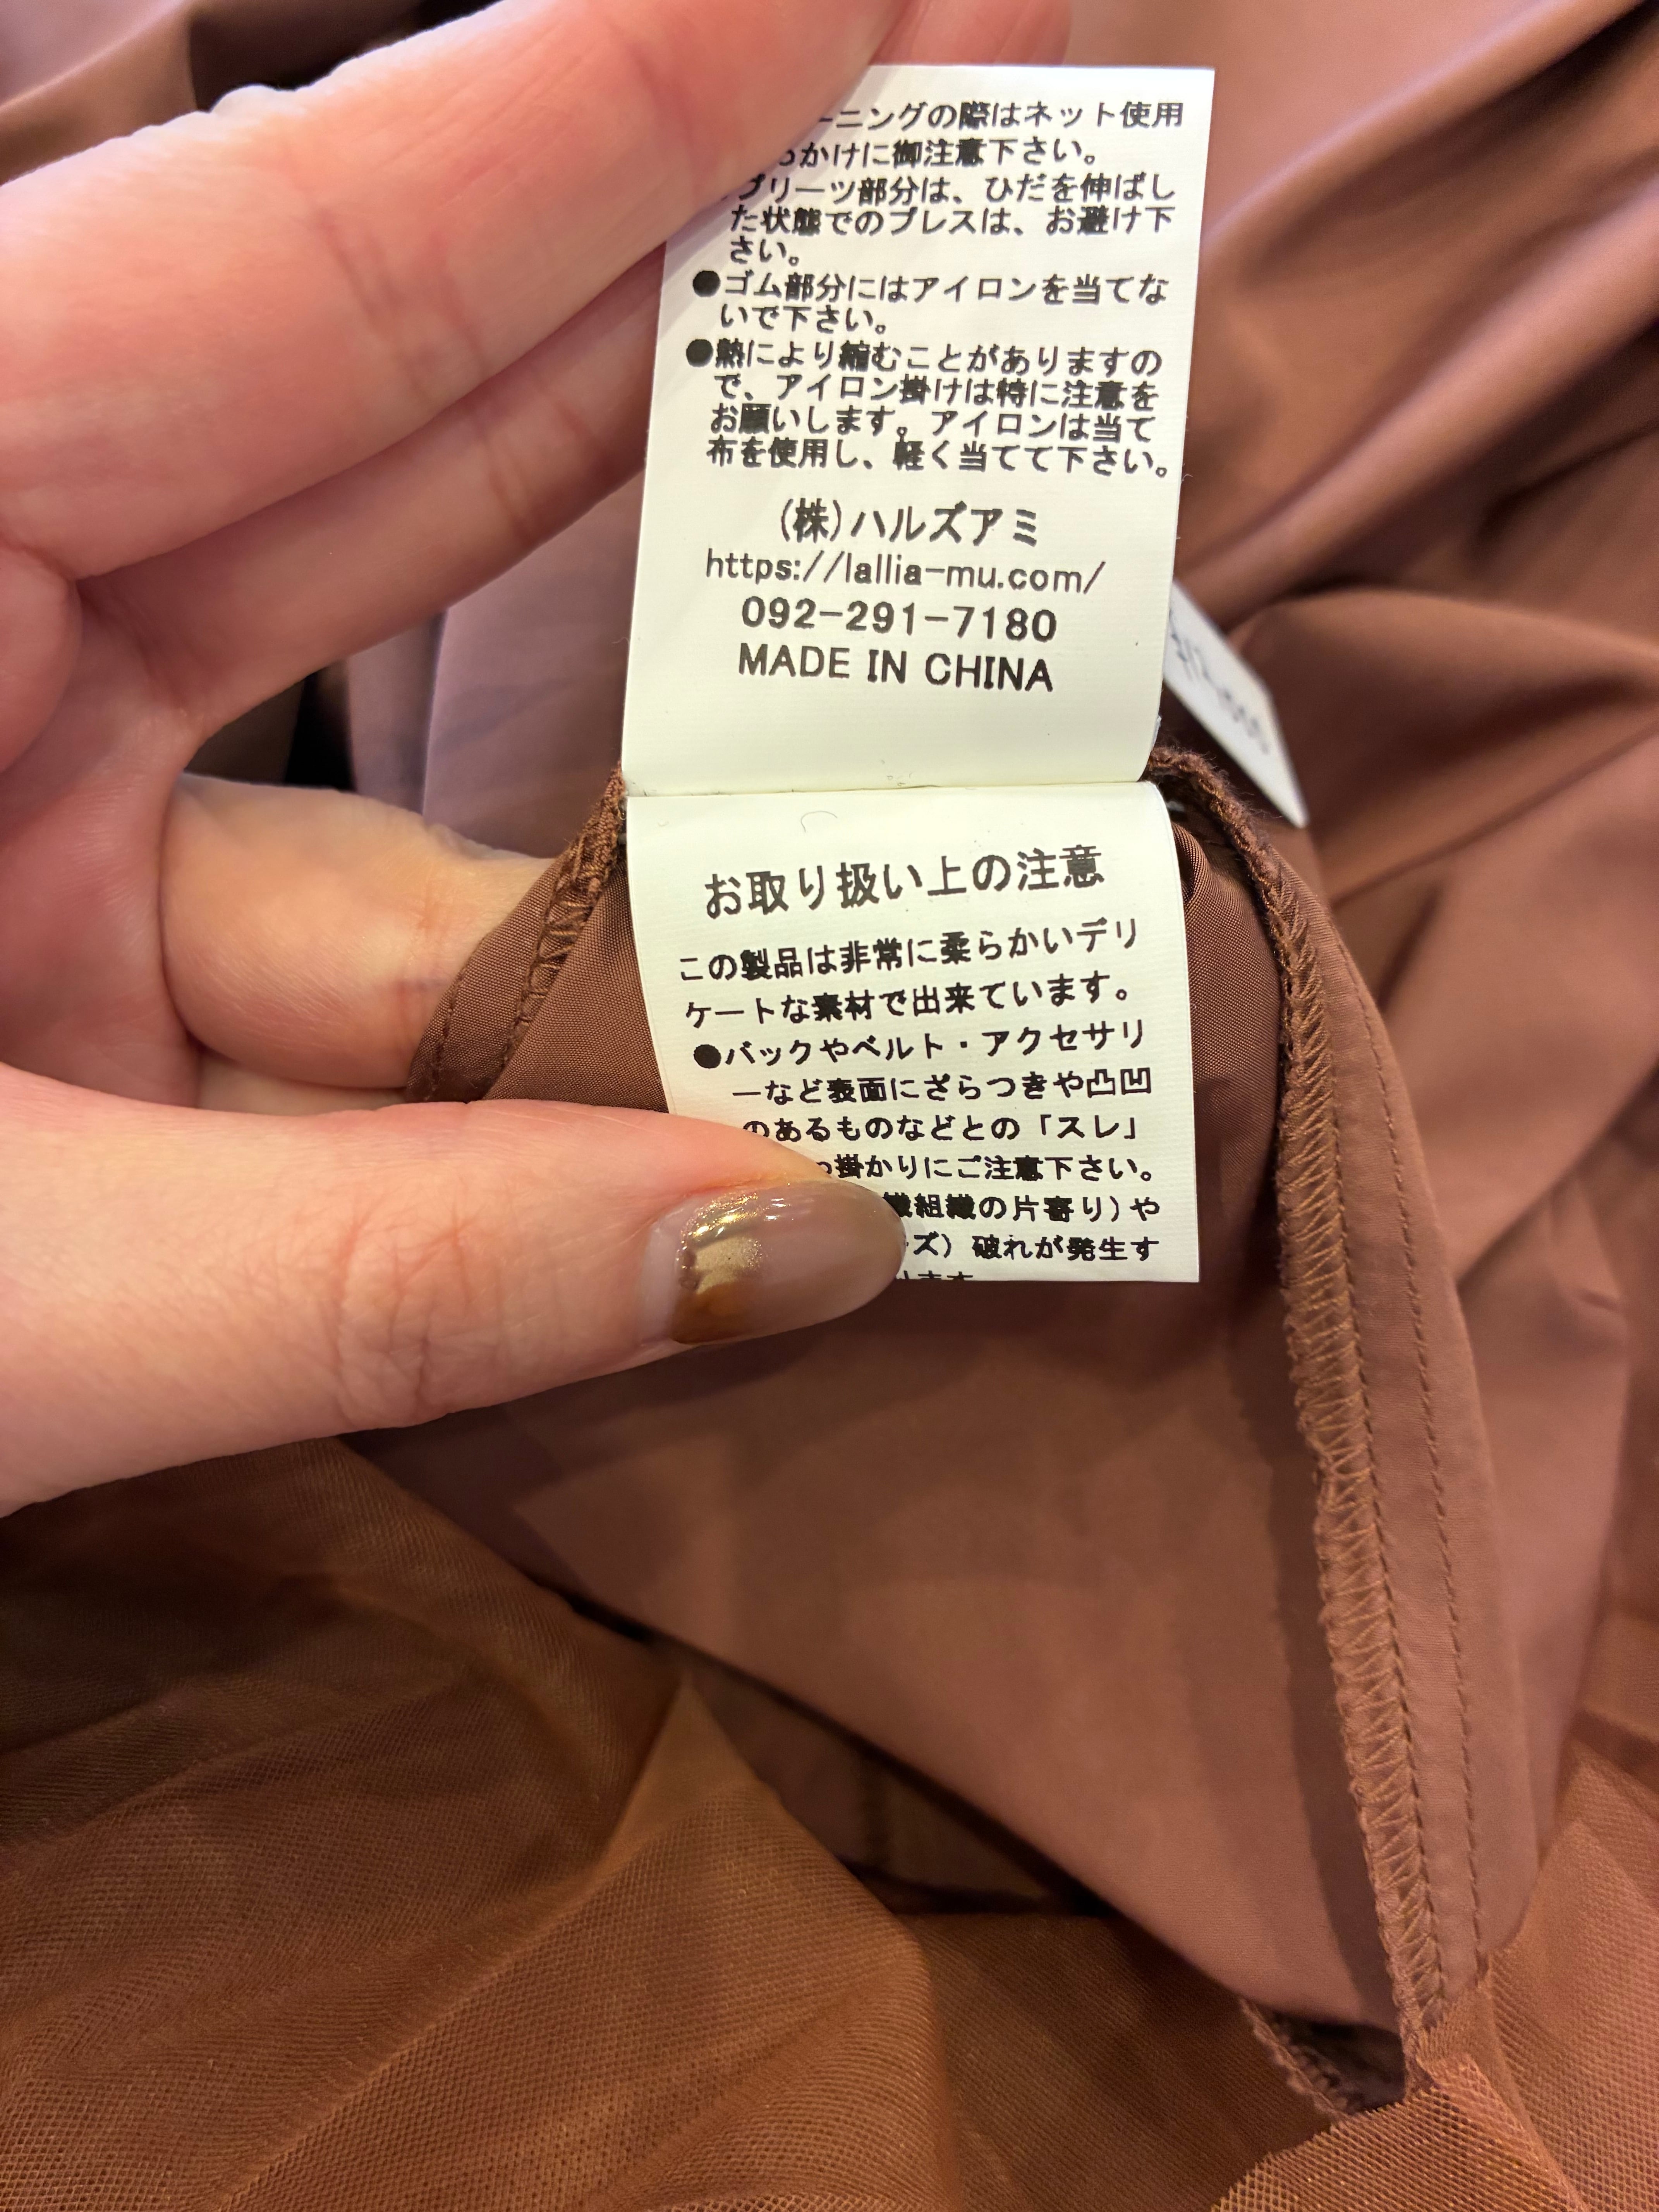 ーニングの際はネット使用
かけに御注意下さい。
プリーツ部分は、ひだを伸ばし
た状態でのプレスは、お避け下
さい。
●ゴム部分にはアイロンを当てな
いで下さい。
●熱により縮むことがありますの
で、アイロン掛けは特に注意を
お願いします。アイロンは当て
布を使用し、軽く当てて下さい。
(株)ハルズアミ
https://lallia-mu.com/
092-291-7180
MADE IN CHINA
お取り扱い上の注意
この製品は非常に柔らかいデリ
ケートな素材で出来ています。
●バックやベルト・アクセサリ
ーなど表面にざらつきや凸凹
のあるものなどとの「スレ」
掛かりにご注意下さい。
組織の片寄り)や
ズ)破れが発生す
ります